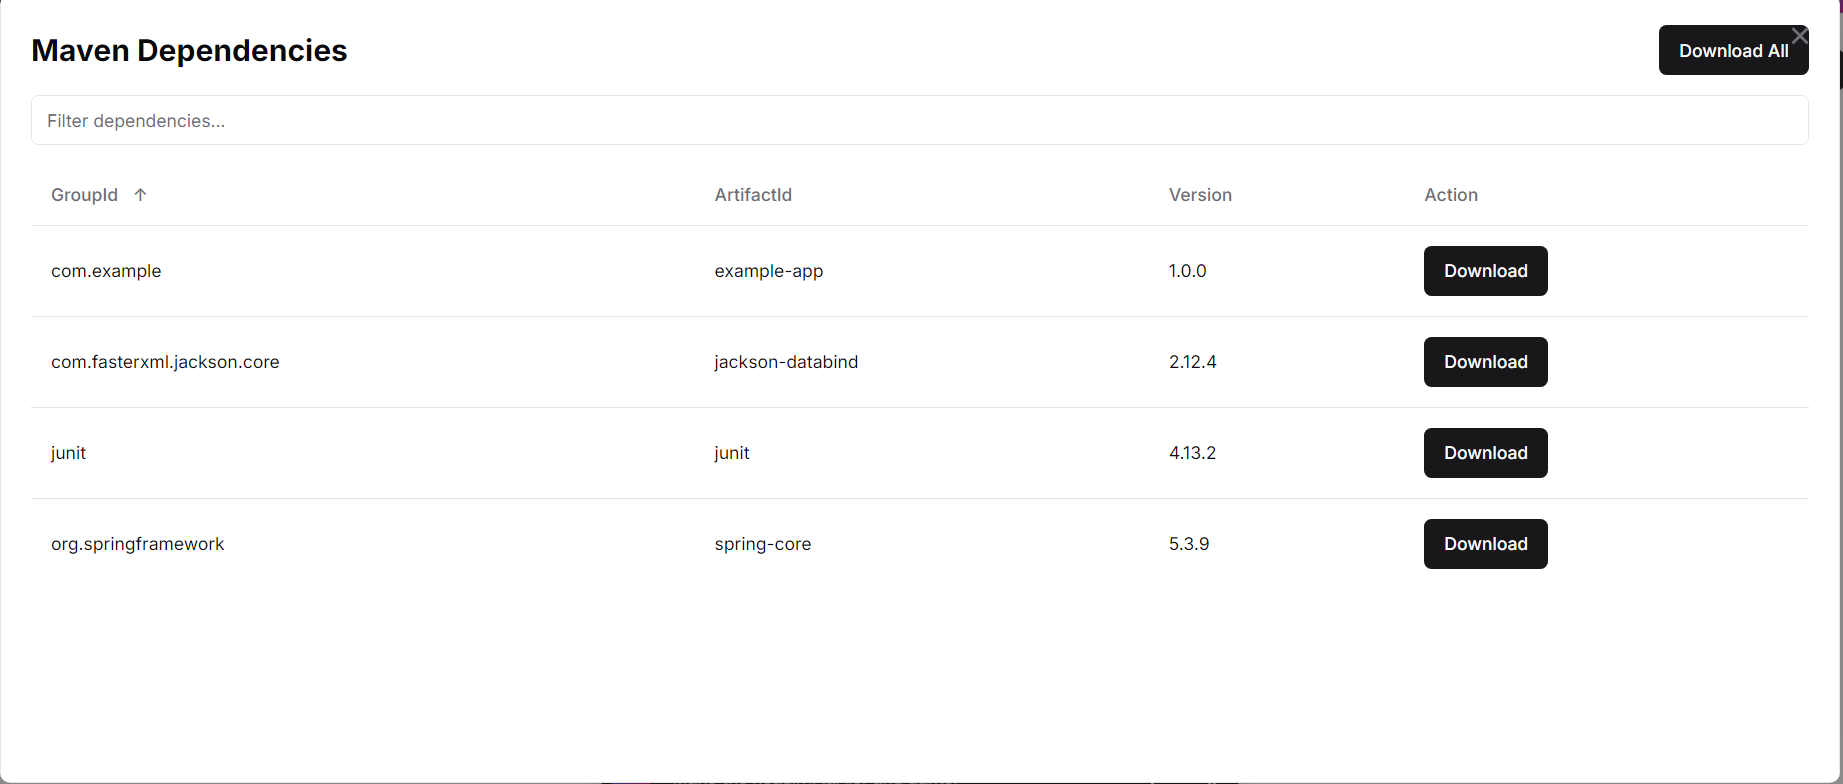 Maven Dependencies
Download All
Filter dependencies...
GroupId ↑ ArtifactId Version Action
com.example example-app 1.0.0 Download
com.fasterxml.jackson.core jackson-databind 2.12.4 Download
junit junit 4.13.2 Download
org.springframework spring-core 5.3.9 Download